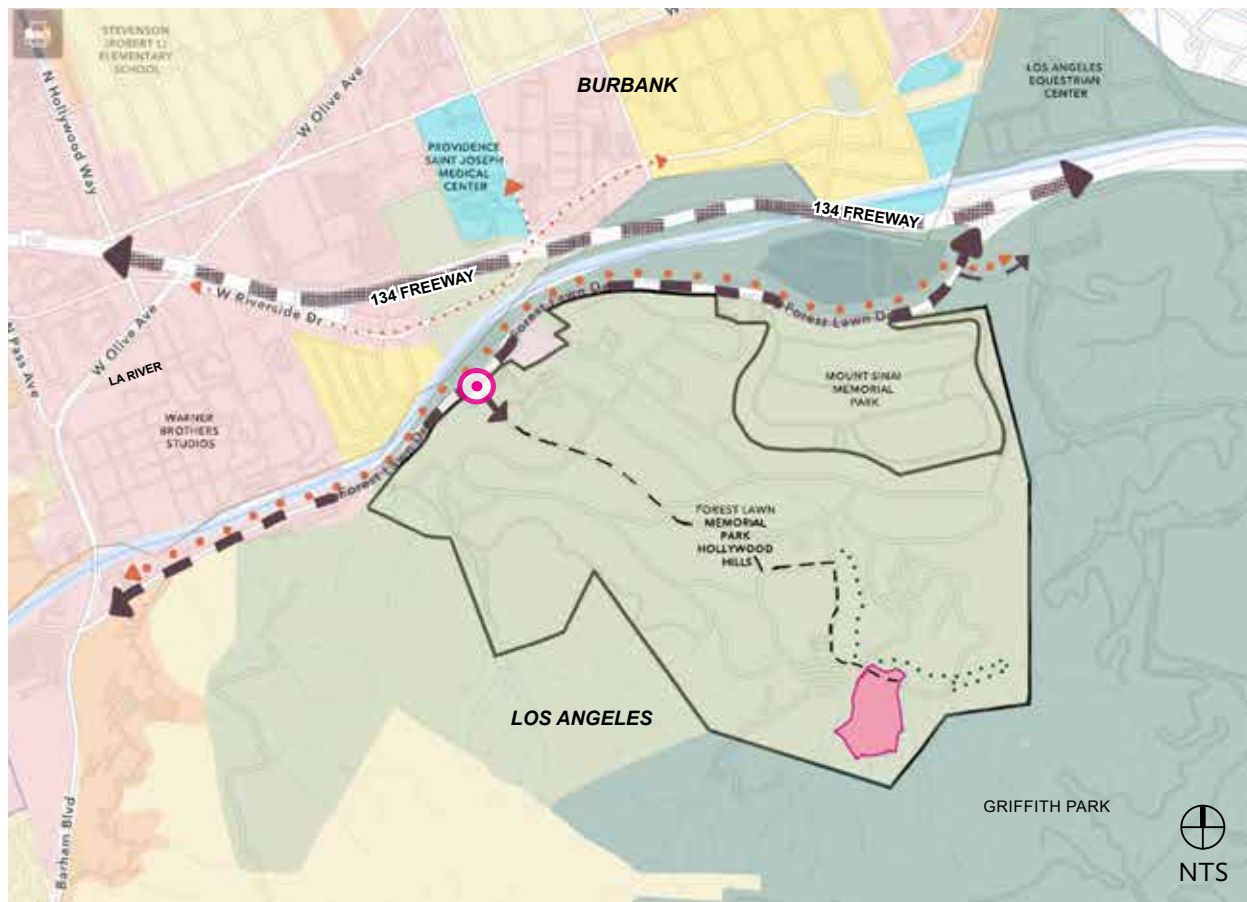 STEVENSON
(ROBERT L)
ELEMENTARY
SCHOOL
W Olive Ave
N Hollywood Way
BURBANK
LOS ANGELES
EQUESTRIAN
CENTER
PROVIDENCE
SAINT JOSEPH
MEDICAL
CENTER
134 FREEWAY
134 FREEWAY
W Riverside Dr
Forest Lawn Dr
Forest Lawn Dr
N Pass Ave
W Olive Ave
LA RIVER
MOUNT SINAI
MEMORIAL
PARK
WARNER
BROTHERS
STUDIOS
Forest Lawn Dr
FOREST LAWN
MEMORIAL
PARK
HOLLYWOOD
HILLS
LOS ANGELES
GRIFFITH PARK
Barham Blvd
NTS